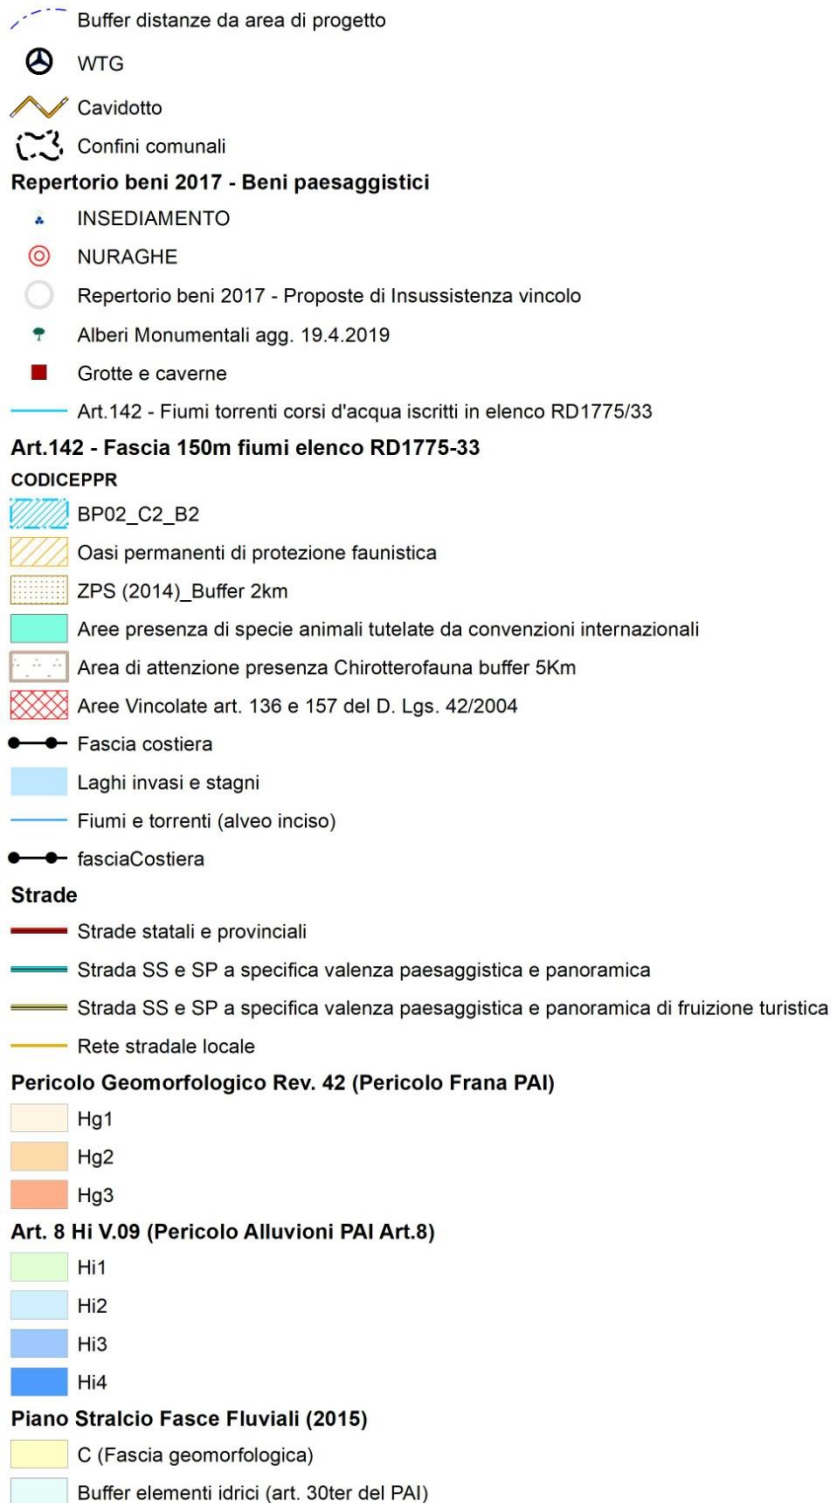 Buffer distanze da area di progetto
WTG
Cavidotto
Confini comunali
Repertorio beni 2017 - Beni paesaggistici
INSEDIAMENTO
NURAGHE
Repertorio beni 2017 - Proposte di Insussistenza vincolo
Alberi Monumentali agg. 19.4.2019
Grotte e caverne
Art.142 - Fiumi torrenti corsi d'acqua iscritti in elenco RD1775/33
Art.142 - Fascia 150m fiumi elenco RD1775-33
CODICEPPR
BP02_C2_B2
Oasi permanenti di protezione faunistica
ZPS (2014)_Buffer 2km
Aree presenza di specie animali tutelate da convenzioni internazionali
Area di attenzione presenza Chirotterofauna buffer 5Km
Aree Vincolate art. 136 e 157 del D. Lgs. 42/2004
Fascia costiera
Laghi invasi e stagni
Fiumi e torrenti (alveo inciso)
fasciaCostiera
Strade
Strade statali e provinciali
Strada SS e SP a specifica valenza paesaggistica e panoramica
Strada SS e SP a specifica valenza paesaggistica e panoramica di fruizione turistica
Rete stradale locale
Pericolo Geomorfologico Rev. 42 (Pericolo Frana PAI)
Hg1
Hg2
Hg3
Art. 8 Hi V.09 (Pericolo Alluvioni PAI Art.8)
Hi1
Hi2
Hi3
Hi4
Piano Stralcio Fasce Fluviali (2015)
C (Fascia geomorfologica)
Buffer elementi idrici (art. 30ter del PAI)